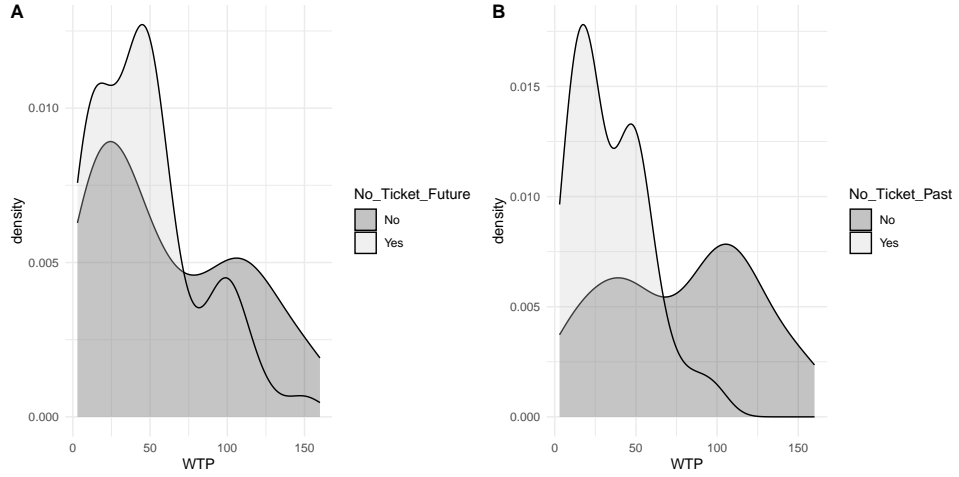 A
density
0.010
0.005
0.000
0
50
100
150
WTP
No_Ticket_Future
No
Yes
B
density
0.015
0.010
0.005
0.000
0
50
100
150
WTP
No_Ticket_Past
No
Yes